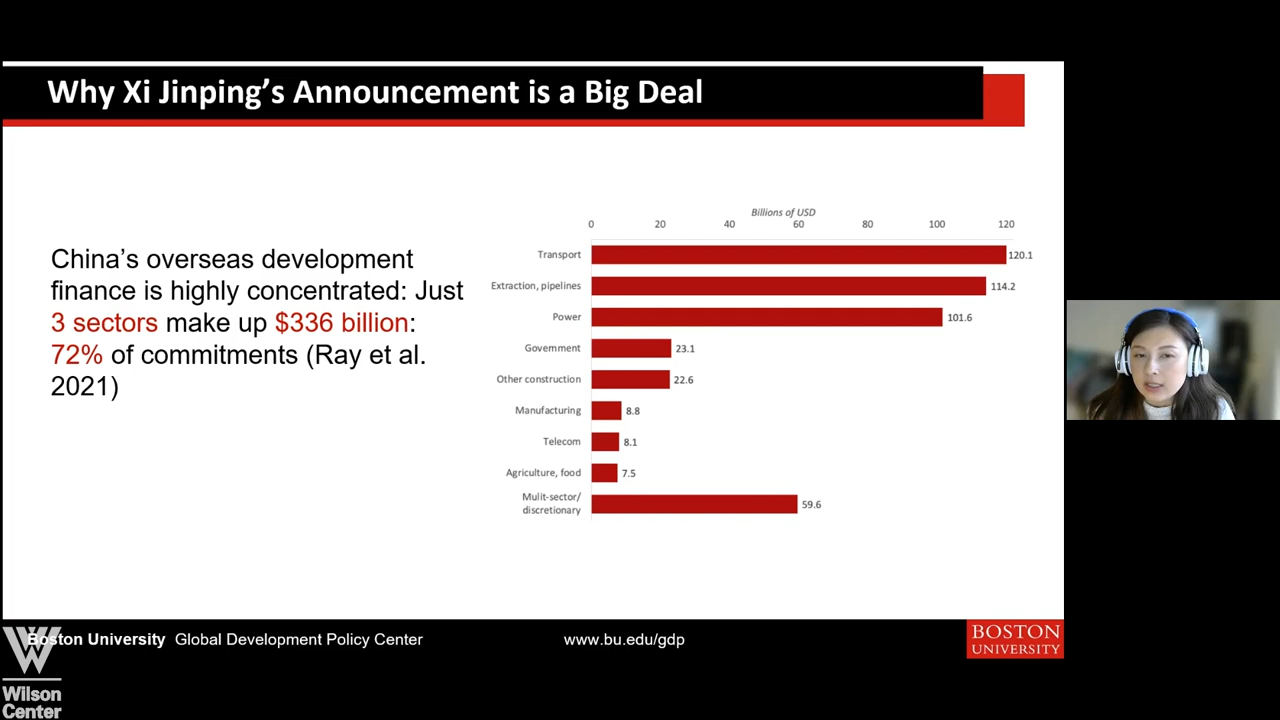 Why Xi Jinping's Announcement is a Big Deal
China's overseas development
finance is highly concentrated: Just
3 sectors make up $336 billion:
72% of commitments (Ray et al.
2021)
Billions of USD
0 20 40 60 80 100 120
Transport 120.1
Extraction, pipelines 114.2
Power 101.6
Government 23.1
Other construction 22.6
Manufacturing 8.8
Telecom 8.1
Agriculture, food 7.5
Mulit-sector/
discretionary 59.6
Boston University Global Development Policy Center
www.bu.edu/gdp
BOSTON
UNIVERSITY
W
Wilson
Center